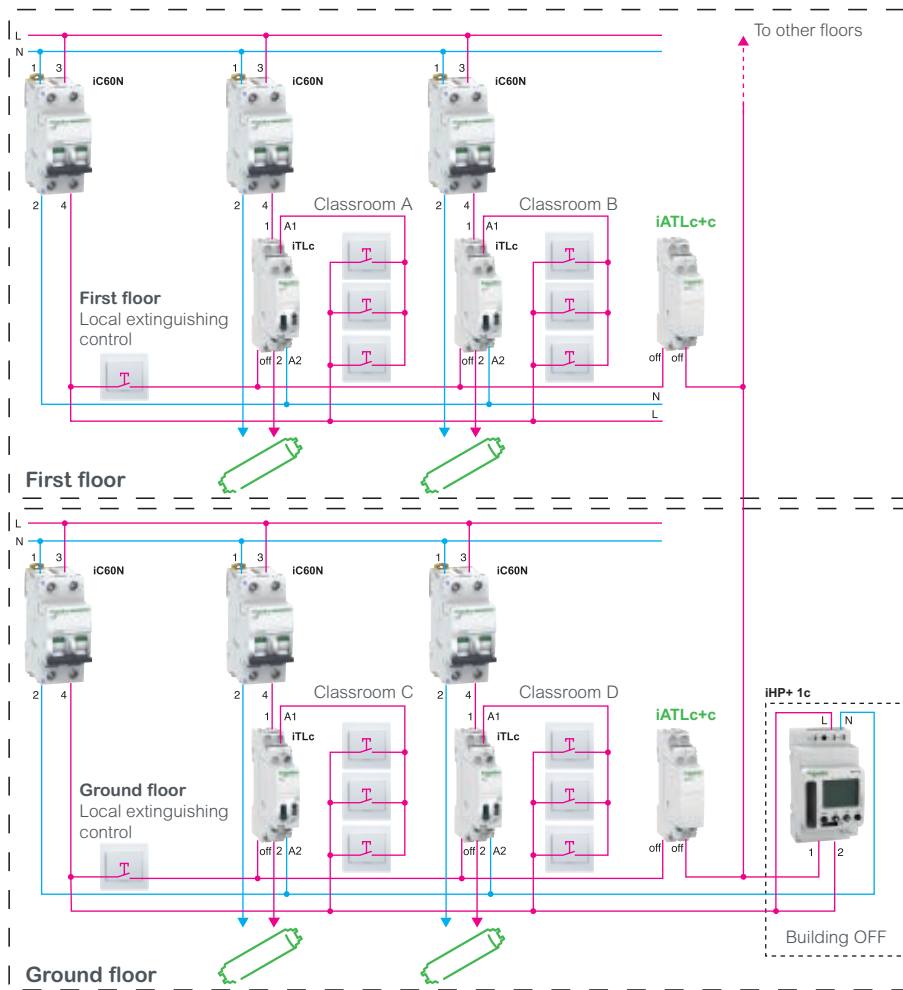 To other floors
L
N
1
3
iC60N
1
3
iC60N
1
3
2
4
2
4
2
4
Classroom A
Classroom B
1
A1
iTLc
1
A1
iTLc
iATLc+c
First floor
Local extinguishing
control
off
2
A2
off
2
A2
off
off
N
L
First floor
L
N
1
3
iC60N
1
3
1
3
iC60N
2
4
2
4
2
4
Classroom C
Classroom D
1
A1
iTLc
1
A1
iTLc
iATLc+c
iHP+ 1c
L
N
Ground floor
Local extinguishing
control
off
2
A2
off
2
A2
off
off
1
2
Building OFF
Ground floor